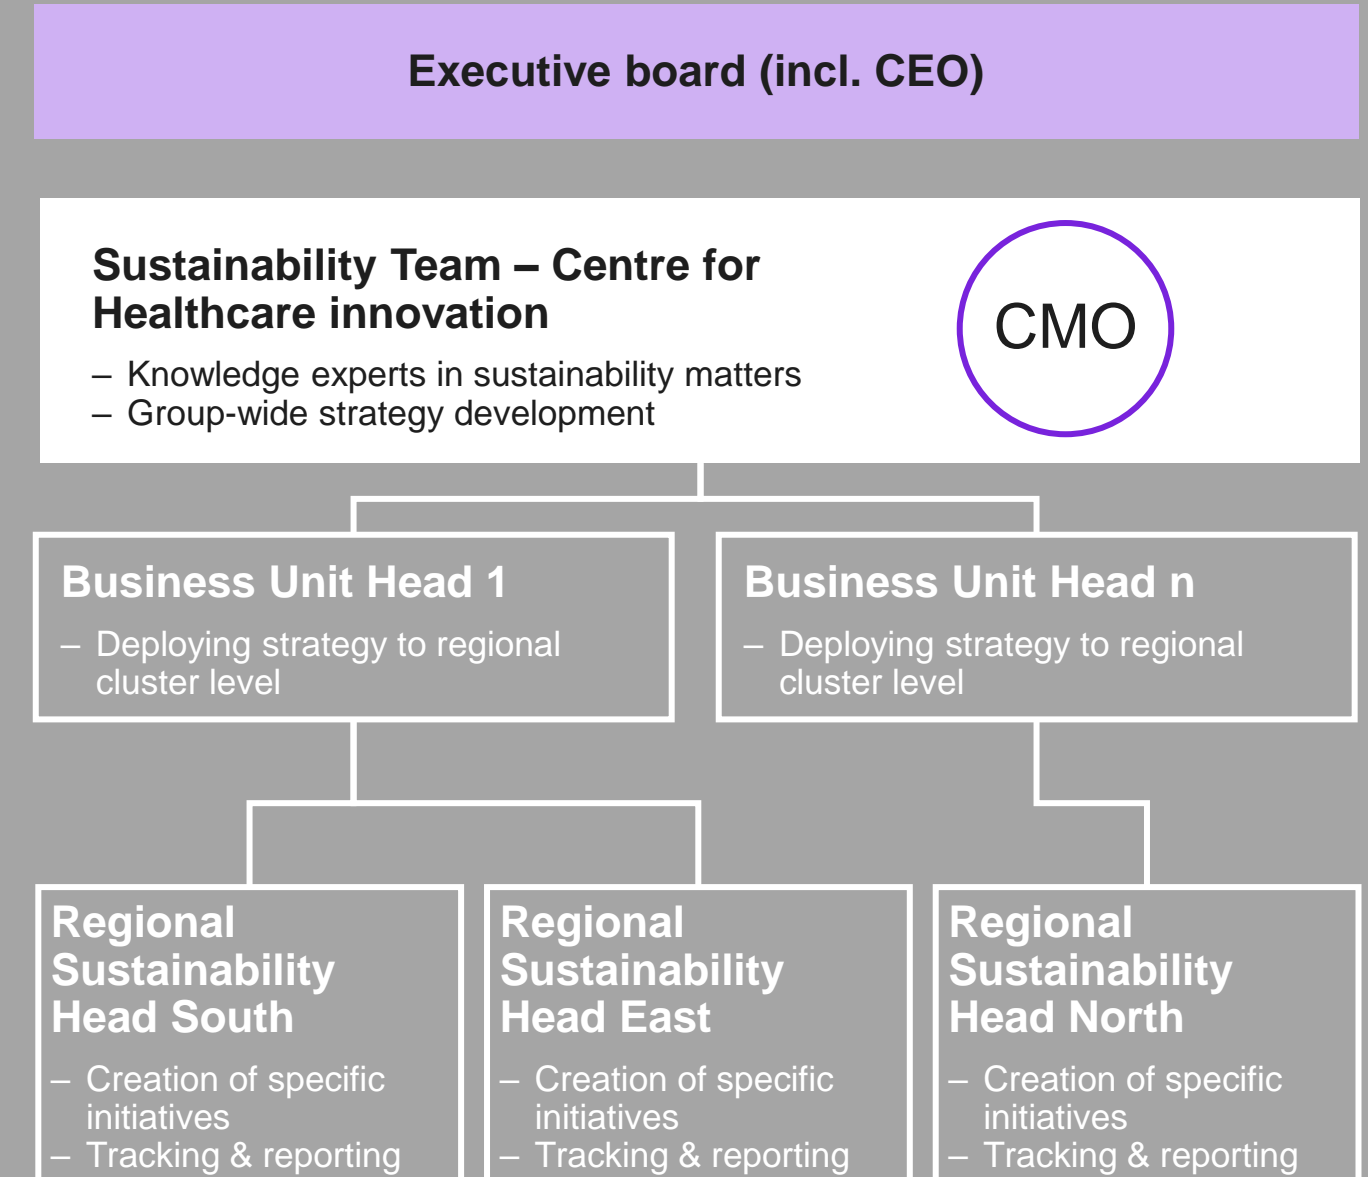 Executive board (incl. CEO)
Sustainability Team – Centre for
Healthcare innovation
– Knowledge experts in sustainability matters
– Group-wide strategy development
CMO
Business Unit Head 1
– Deploying strategy to regional
cluster level
Business Unit Head n
– Deploying strategy to regional
cluster level
Regional
Sustainability
Head South
– Creation of specific
initiatives
– Tracking & reporting
Regional
Sustainability
Head East
– Creation of specific
initiatives
– Tracking & reporting
Regional
Sustainability
Head North
– Creation of specific
initiatives
– Tracking & reporting